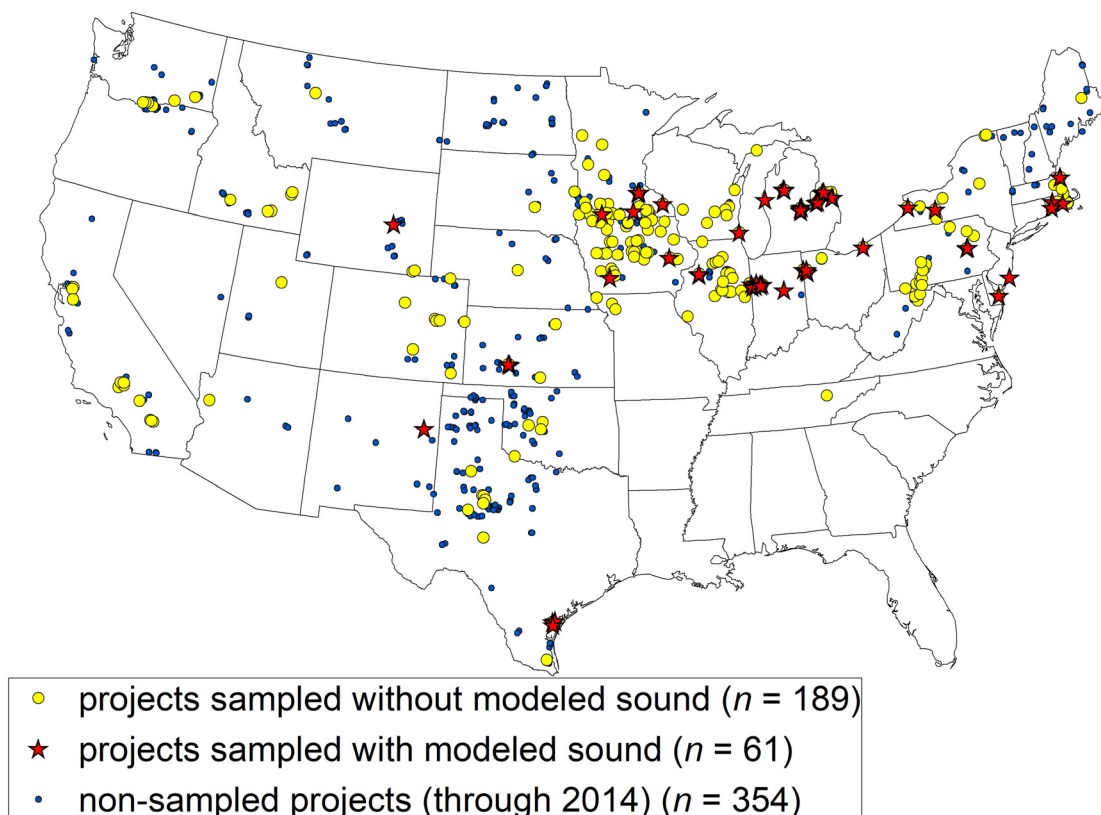 projects sampled without modeled sound (n = 189)
projects sampled with modeled sound (n = 61)
non-sampled projects (through 2014) (n = 354)